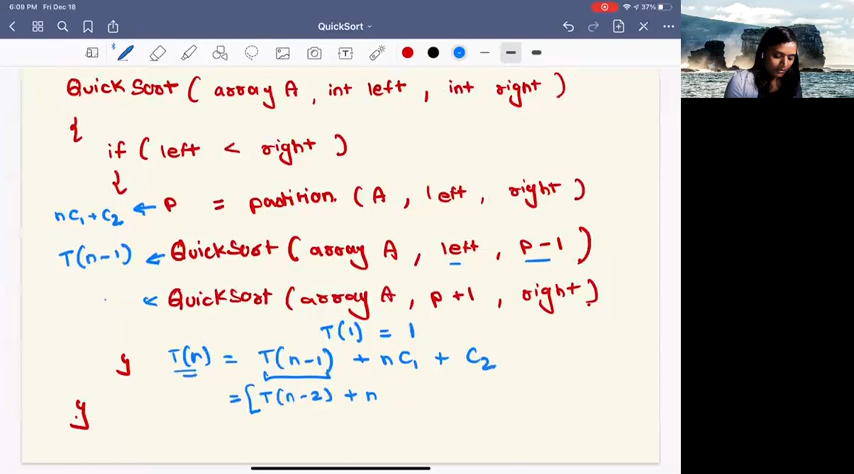 6:09 PM Fri Dec 18
37%
QuickSort
QuickSort ( array A , int left , int right )
{
if ( left < right )
{
nC1 + C2 ← P = partition ( A , left , right )
T(n-1) ← QuickSort ( array A , left , p-1 )
← QuickSort ( array A , p+1 , right )
T(1) = 1
} T(n) = T(n-1) + nC1 + C2
= [ T(n-2) + n
}